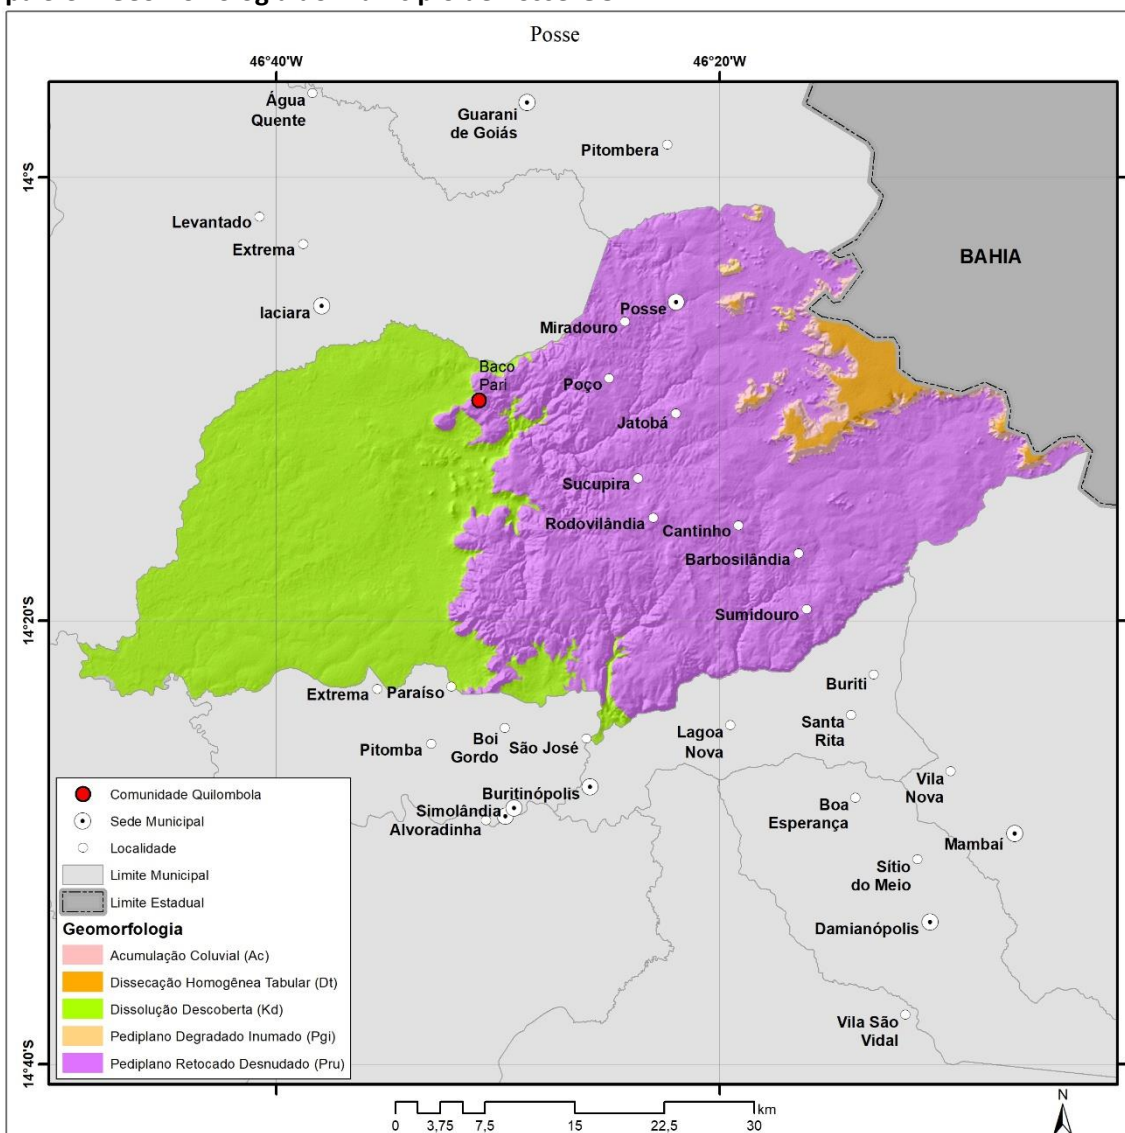 Posse
46°40'W
46°20'W
Água
Quente
Guarani
de Goiás
Pitombera
14°S
Levantado
Extrema
BAHIA
Iaciara
Posse
Miradouro
Baco
Pari
Poço
Jatobá
Sucupira
Rodovilândia
Cantinho
Barbosilândia
Sumidouro
14°20'S
Extrema
Paraíso
Buriti
Lagoa
Nova
Santa
Rita
Pitomba
Boi
Gordo
São José
Vila
Nova
Buritinópolis
Simolândia
Alvoradinha
Boa
Esperança
Mambaí
Sítio
do Meio
Damianópolis
Vila São
Vidal
14°40'S
Comunidade Quilombola
Sede Municipal
Localidade
Limite Municipal
Limite Estadual
Geomorfologia
Acumulação Coluvial (Ac)
Dissecação Homogênea Tabular (Dt)
Dissolução Descoberta (Kd)
Pediplano Degradado Inumado (Pgi)
Pediplano Retocado Desnudado (Pru)
km
0 3,75 7,5 15 22,5 30
N